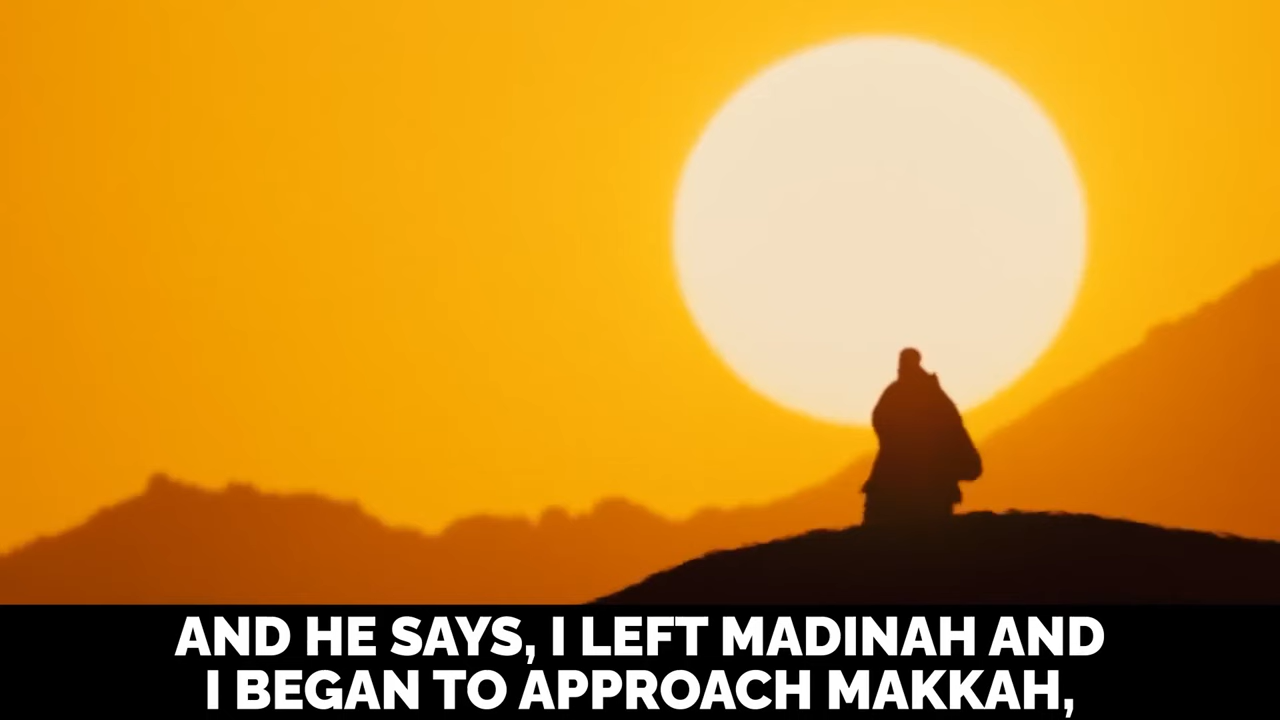 AND HE SAYS, I LEFT MADINAH AND
I BEGAN TO APPROACH MAKKAH,